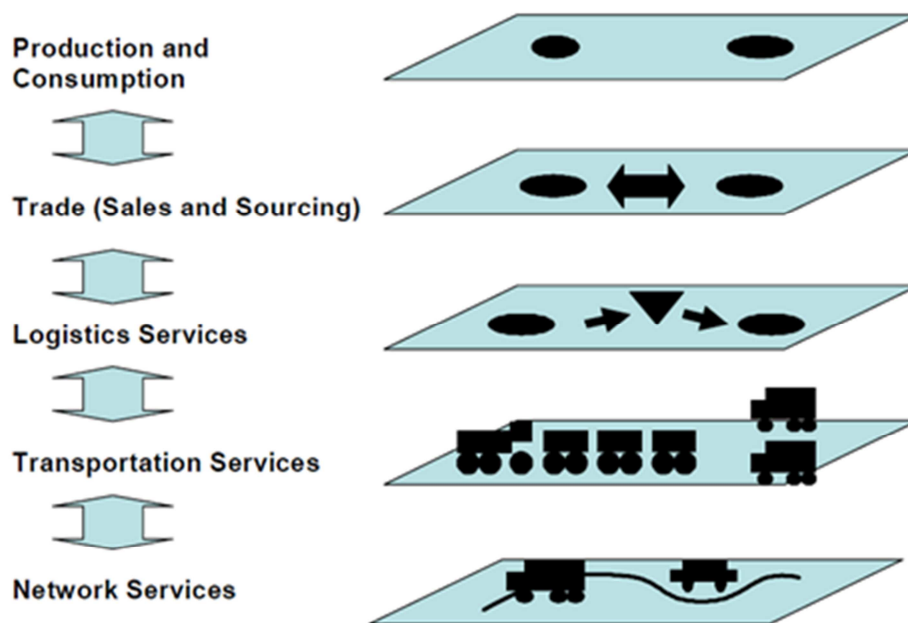 Production and
Consumption
Trade (Sales and Sourcing)
Logistics Services
Transportation Services
Network Services